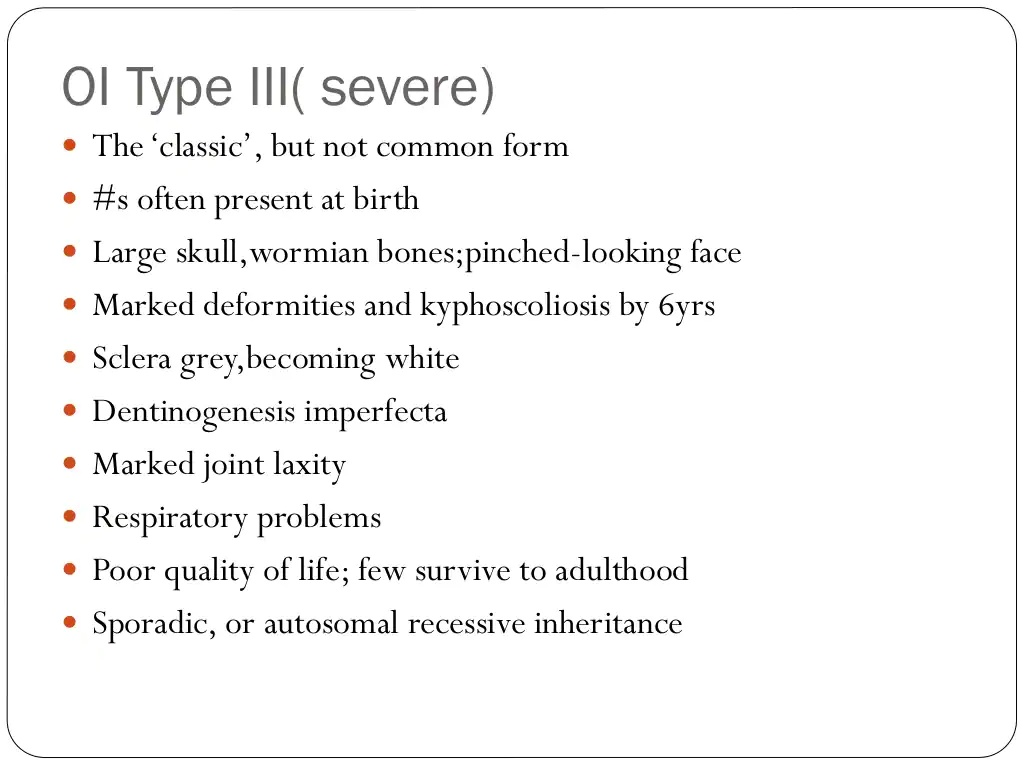 OI Type III( severe)
• The ‘classic’, but not common form
• #s often present at birth
• Large skull,wormian bones;pinched-looking face
• Marked deformities and kyphoscoliosis by 6yrs
• Sclera grey,becoming white
• Dentinogenesis imperfecta
• Marked joint laxity
• Respiratory problems
• Poor quality of life; few survive to adulthood
• Sporadic, or autosomal recessive inheritance